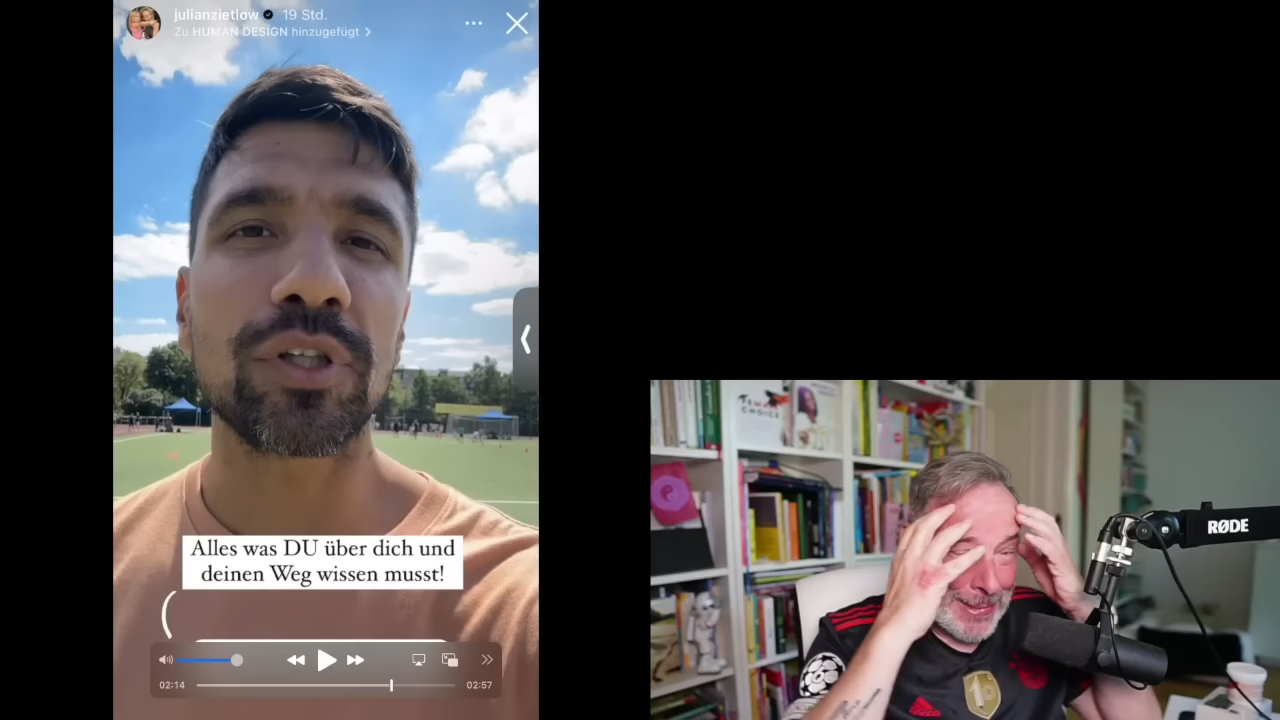 julianzietlow 19 Std.
Zu HUMAN DESIGN hinzugefügt
Alles was DU über dich und
deinen Weg wissen musst!
02:14
02:57
RØDE